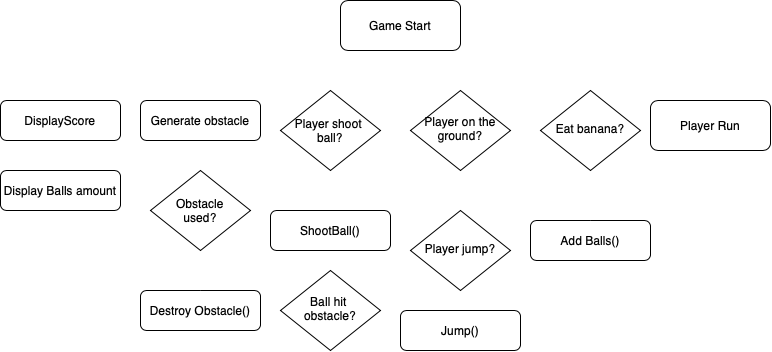 Game Start
DisplayScore
Generate obstacle
Player shoot
ball?
Player on the
ground?
Eat banana?
Player Run
Display Balls amount
Obstacle
used?
ShootBall()
Player jump?
Add Balls()
Destroy Obstacle()
Ball hit
obstacle?
Jump()